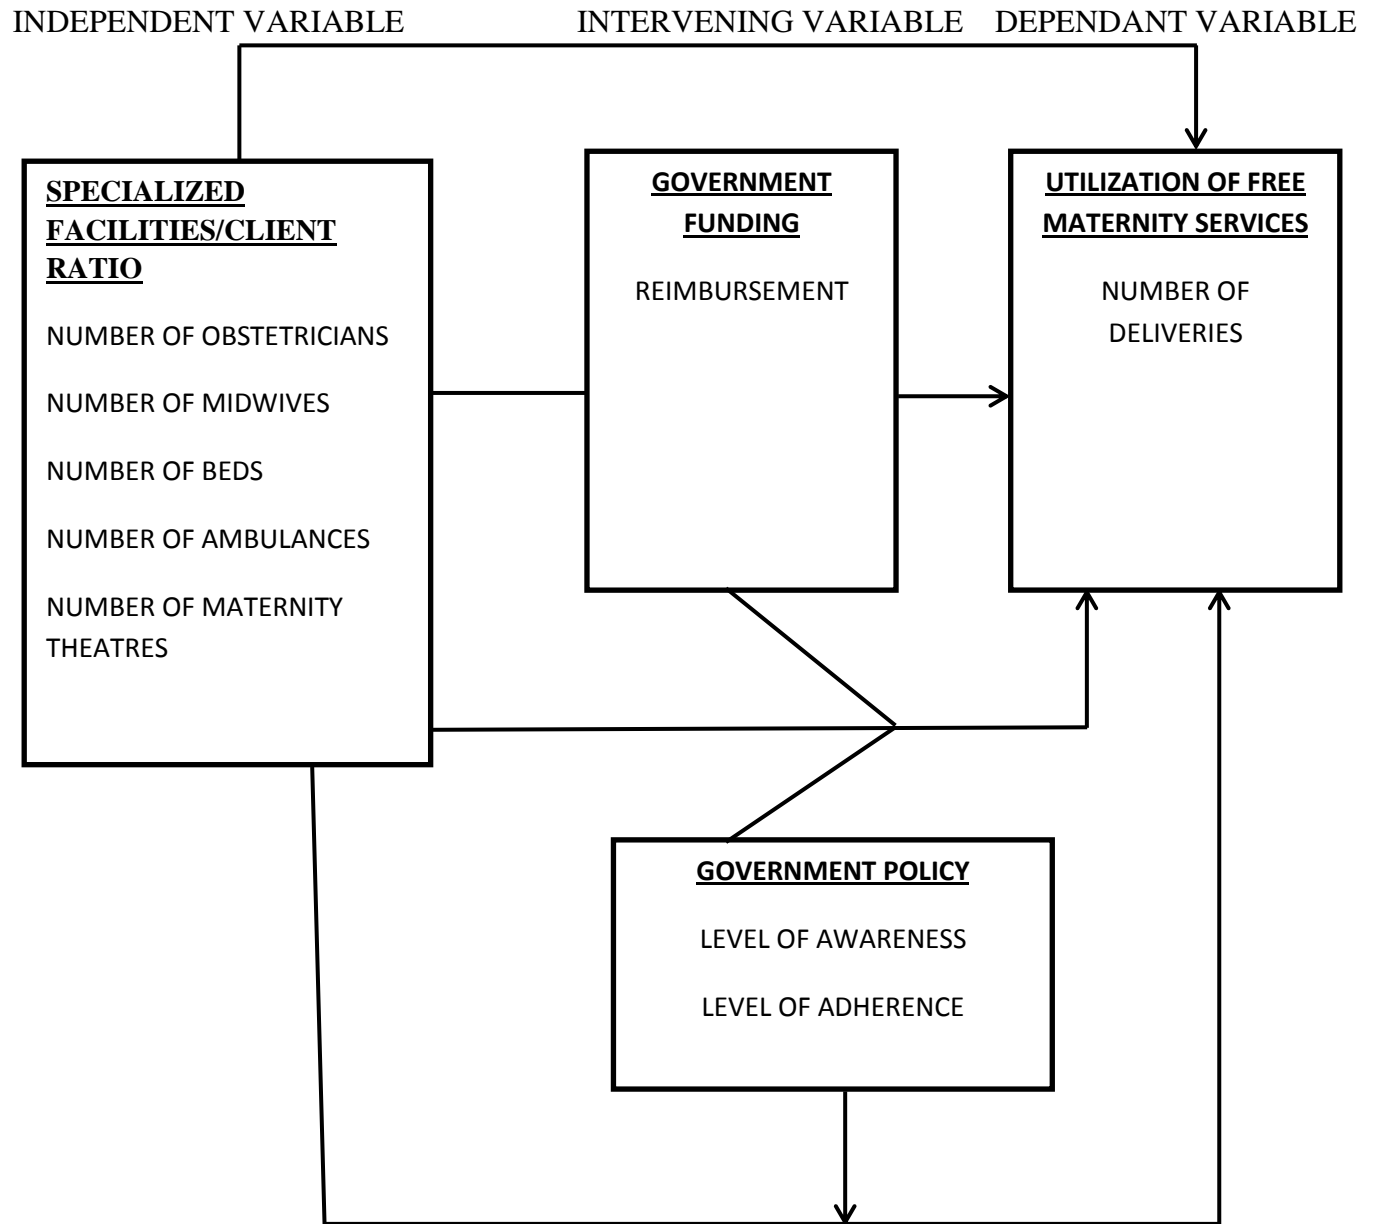 INDEPENDENT VARIABLE
INTERVENING VARIABLE
DEPENDANT VARIABLE
SPECIALIZED
FACILITIES/CLIENT
RATIO
NUMBER OF OBSTETRICIANS
NUMBER OF MIDWIVES
NUMBER OF BEDS
NUMBER OF AMBULANCES
NUMBER OF MATERNITY
THEATRES
GOVERNMENT
FUNDING
REIMBURSEMENT
UTILIZATION OF FREE
MATERNITY SERVICES
NUMBER OF
DELIVERIES
GOVERNMENT POLICY
LEVEL OF AWARENESS
LEVEL OF ADHERENCE